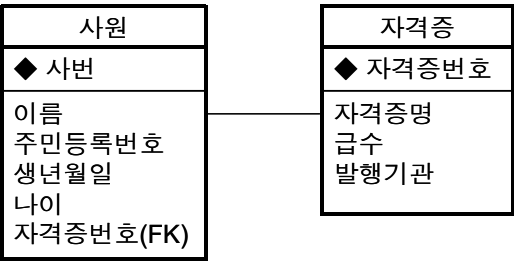 사원
◆ 사번
이름
주민등록번호
생년월일
나이
자격증번호(FK)
자격증
◆ 자격증번호
자격증명
급수
발행기관